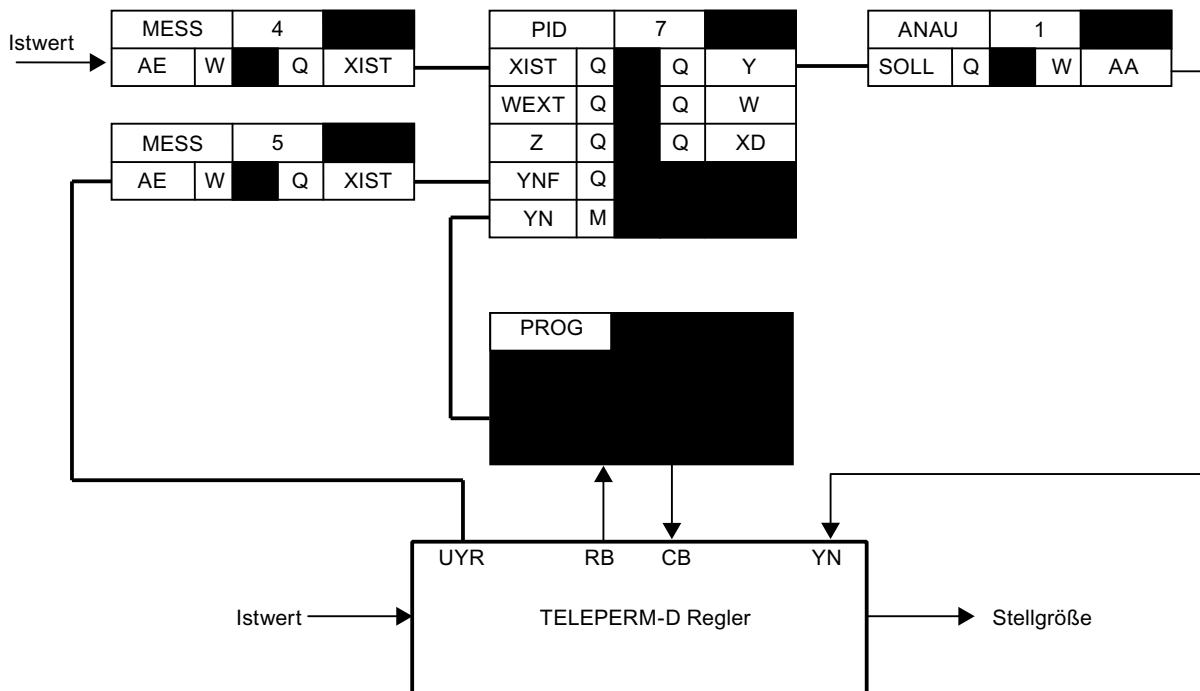 Istwert
MESS 4
AE W Q XIST
MESS 5
AE W Q XIST
PID 7
XIST Q Q Y
WEXT Q Q W
Z Q Q XD
YNF Q
YN M
ANAU 1
SOLL Q W AA
PROG
UYR RB CB YN
Istwert TELEPERM-D Regler Stellgröße